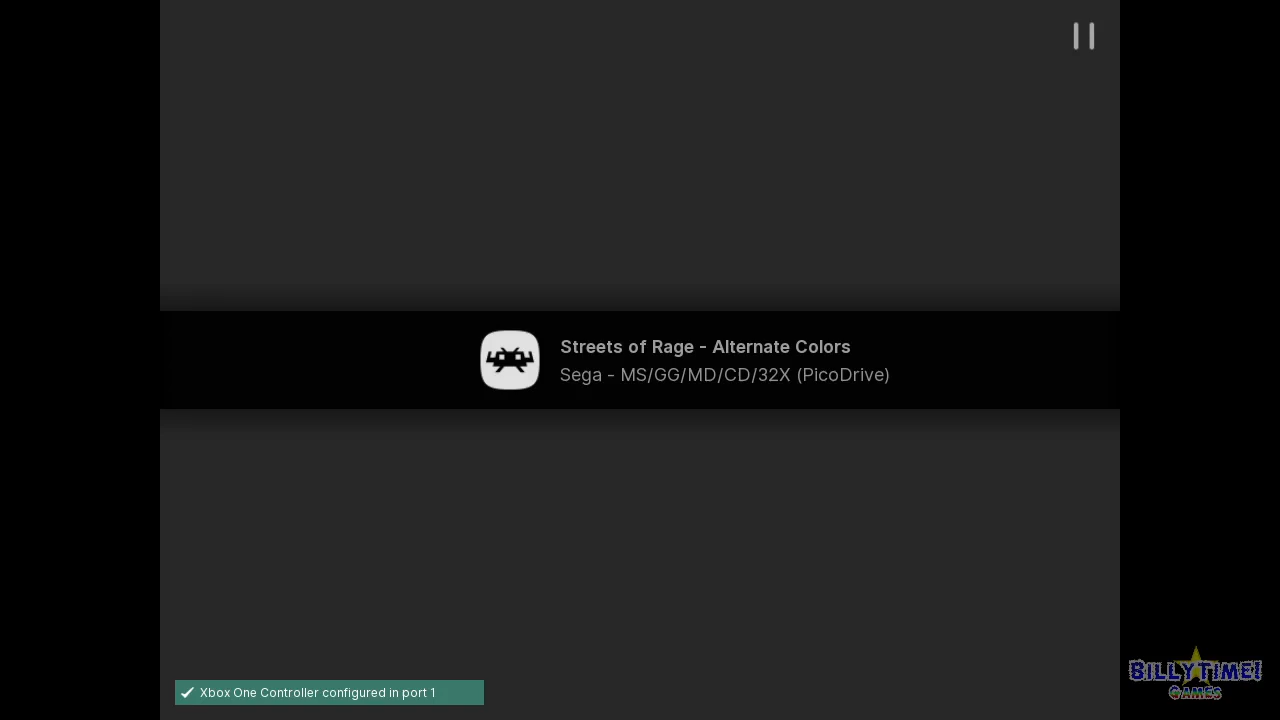 Streets of Rage - Alternate Colors
Sega - MS/GG/MD/CD/32X (PicoDrive)
Xbox One Controller configured in port 1
BILLYTIME!
GAMES